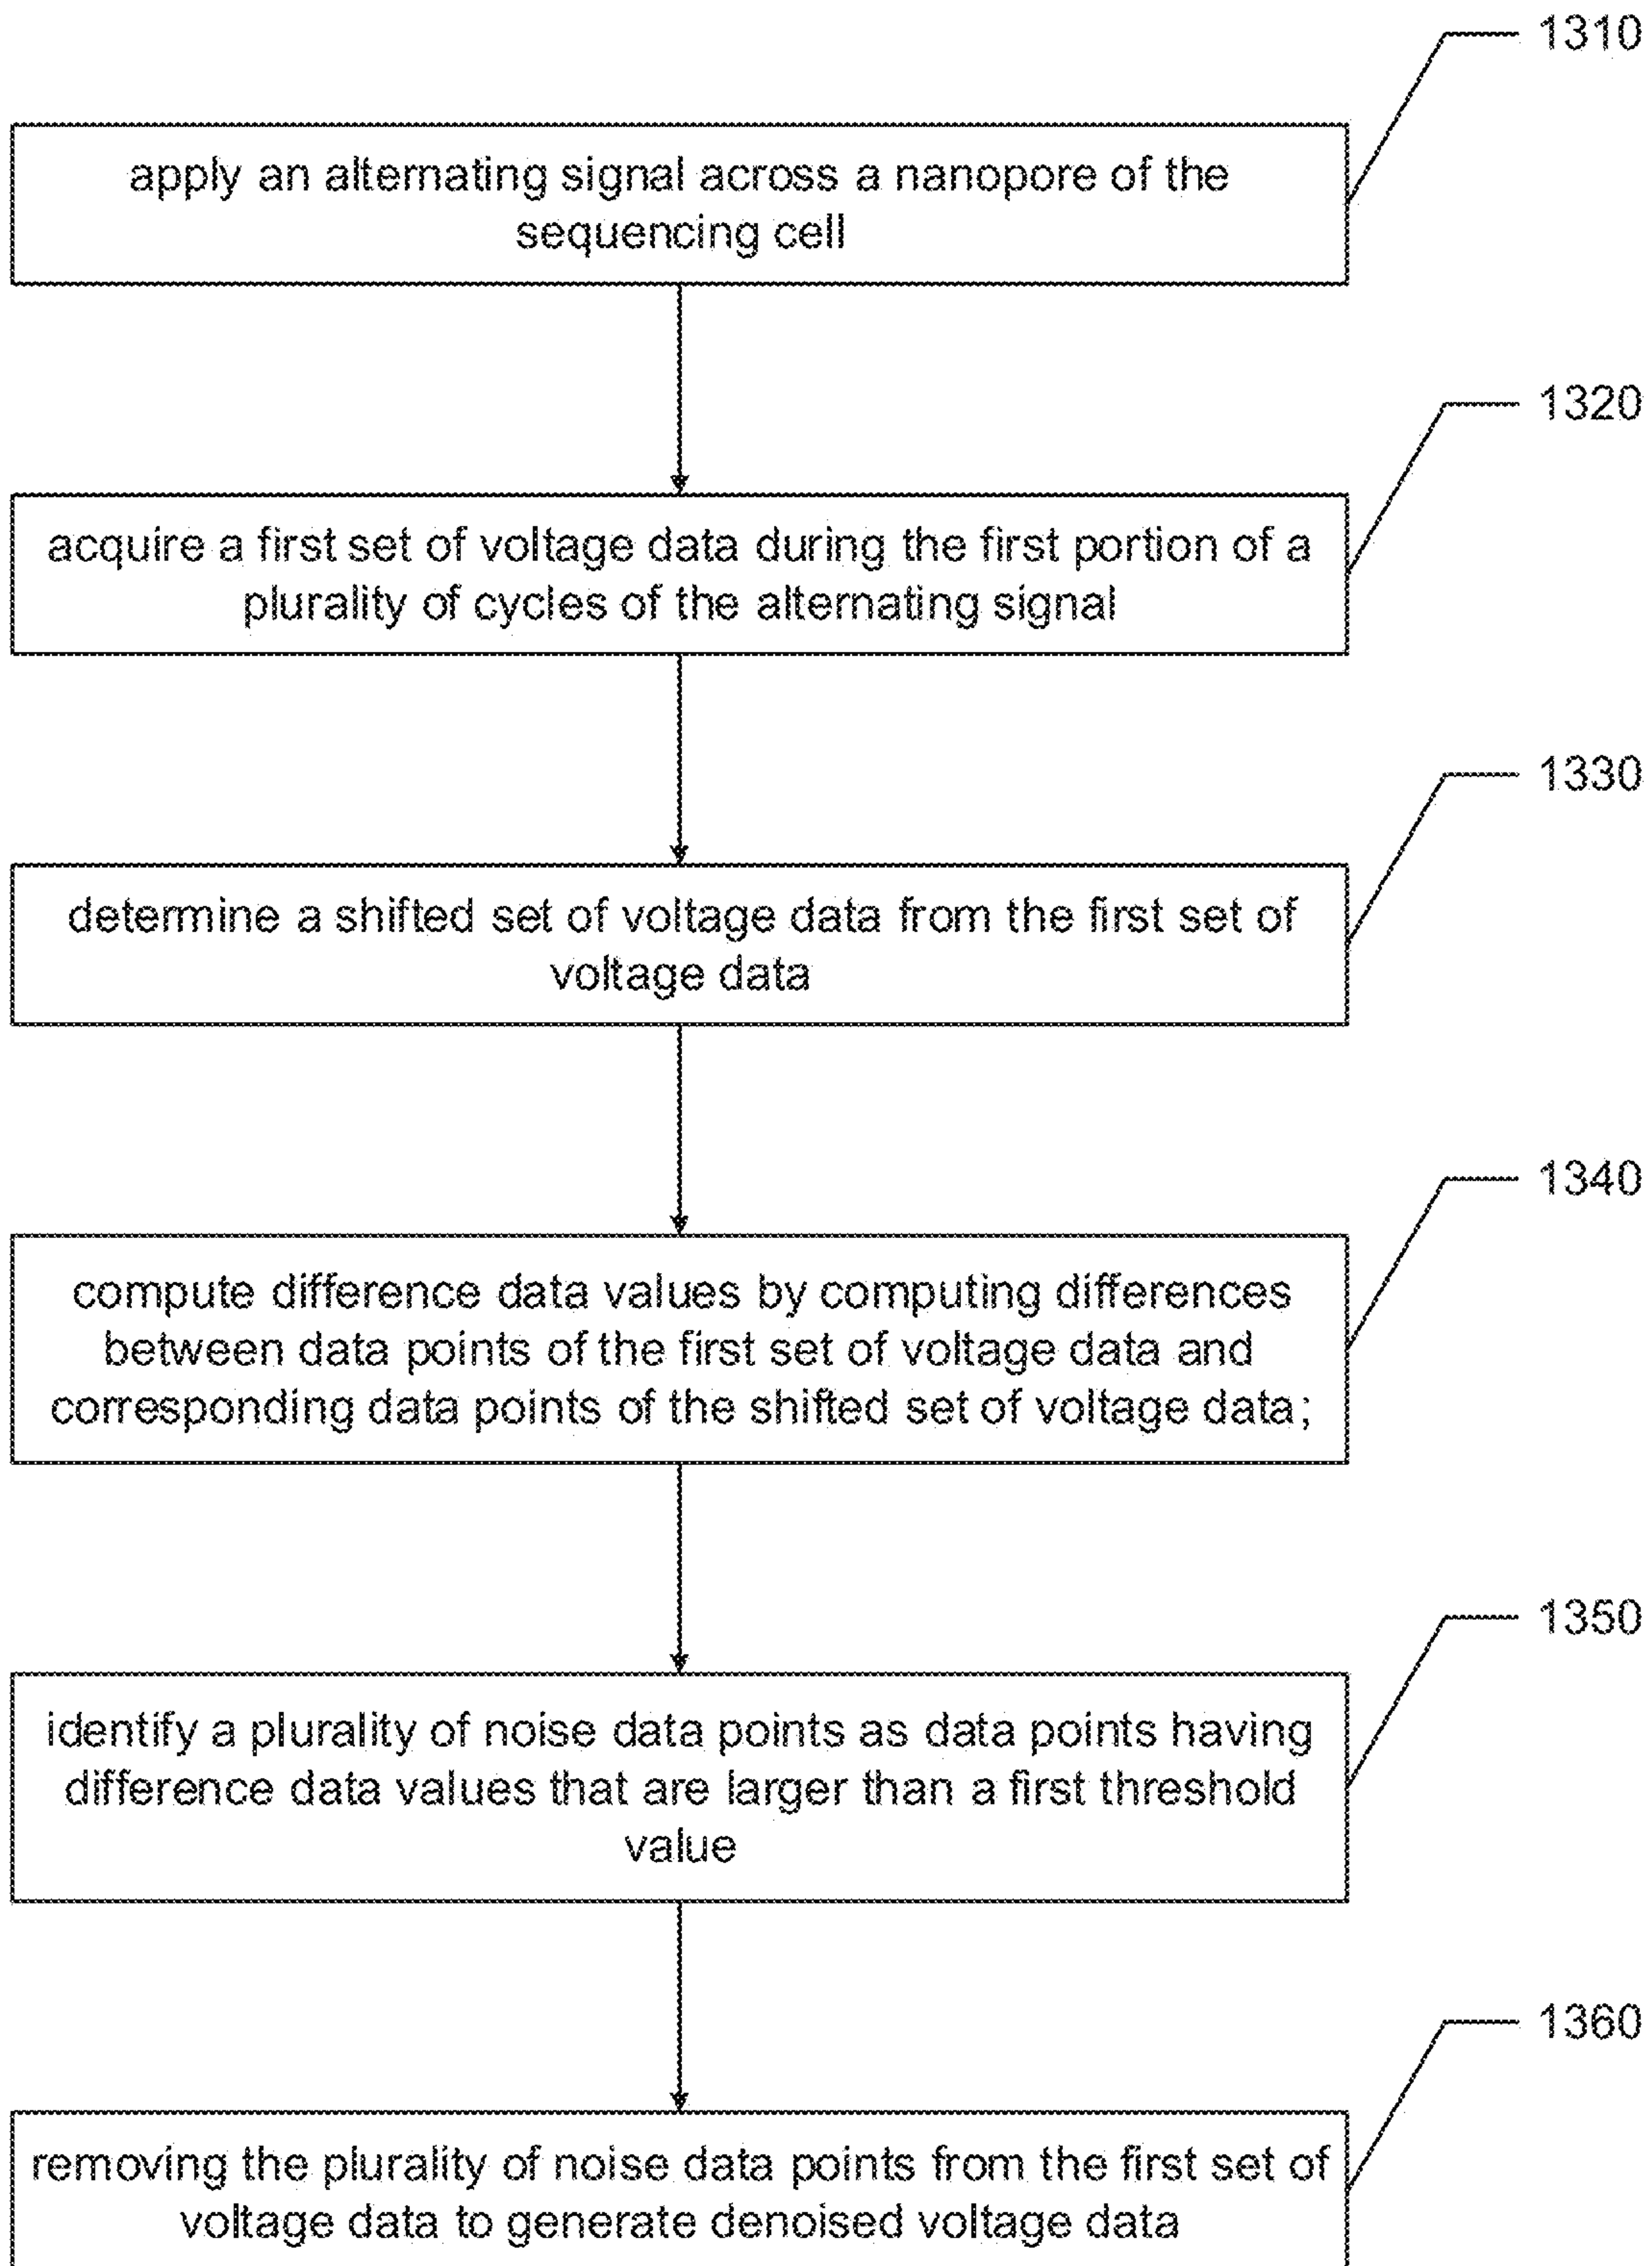 1310
apply an alternating signal across a nanopore of the
sequencing cell
1320
acquire a first set of voltage data during the first portion of a
plurality of cycles of the alternating signal
1330
determine a shifted set of voltage data from the first set of
voltage data
1340
compute difference data values by computing differences
between data points of the first set of voltage data and
corresponding data points of the shifted set of voltage data;
1350
identify a plurality of noise data points as data points having
difference data values that are larger than a first threshold
value
1360
removing the plurality of noise data points from the first set of
voltage data to generate denoised voltage data